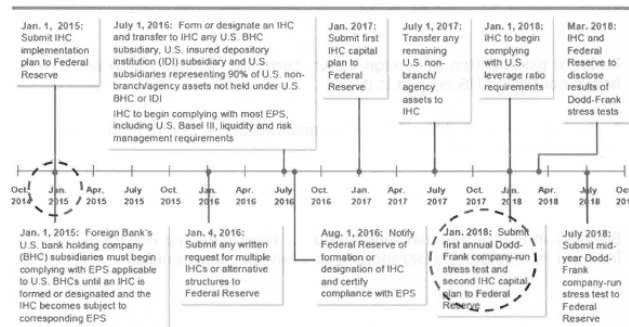 Jan. 1, 2015:
Submit IHC
implementation
plan to Federal
Reserve
July 1, 2016: Form or designate an IHC
and transfer to IHC any U.S. BHC
subsidiary, U.S. insured depository
institution (IDI) subsidiary and U.S.
subsidiaries representing 90% of U.S. non-
branch/agency assets not held under U.S.
BHC or IDI
IHC to begin complying with most EPS,
including U.S. Basel III, liquidity and risk
management requirements
Jan. 2017:
Submit first
IHC capital
plan to
Federal
Reserve
July 1, 2017:
Transfer any
remaining
U.S. non-
branch/
agency
assets to
IHC
Jan. 1, 2018:
IHC to begin
complying
with U.S.
leverage ratio
requirements
Mar. 2018:
IHC and
Federal
Reserve to
disclose
results of
Dodd-Frank
stress tests
Oct. Jan. Apr. July Oct. Jan. Apr. July Oct. Jan. Apr. July Oct. Jan. Apr. July Oct
2014 2015 2015 2015 2015 2016 2016 2016 2016 2017 2017 2017 2017 2018 2018 2018 201
Jan. 1, 2015: Foreign Bank's
U.S. bank holding company
(BHC) subsidiaries must begin
complying with EPS applicable
to U.S. BHCs until an IHC is
formed or designated and the
IHC becomes subject to
corresponding EPS
Jan. 4, 2016:
Submit any written
request for multiple
IHCs or alternative
structures to
Federal Reserve
Aug. 1, 2016: Notify
Federal Reserve of
formation or
designation of IHC
and certify
compliance with EPS
Jan. 2018: Submit
first annual Dodd-
Frank company-run
stress test and
second IHC capital
plan to Federal
Reserve
July 2018:
Submit mid-
year Dodd-
Frank
company-run
stress test to
Federal
Reserve